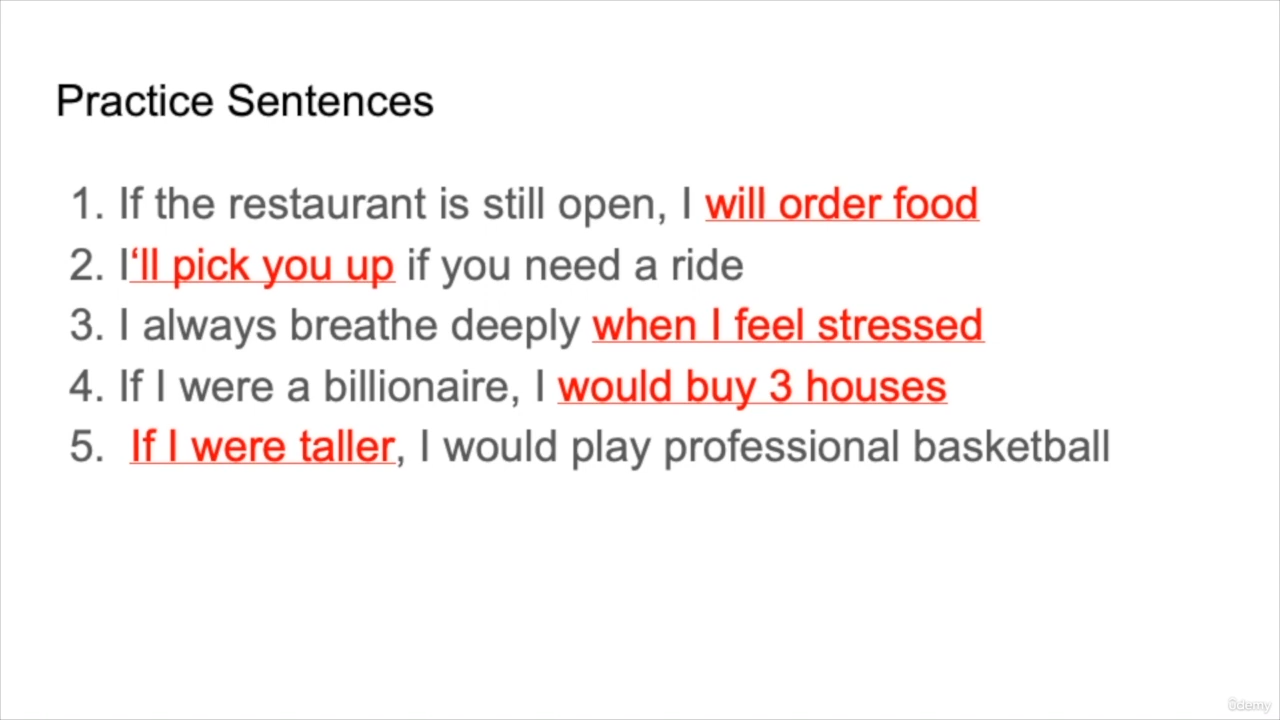 Practice Sentences
1. If the restaurant is still open, I will order food
2. I‘ll pick you up if you need a ride
3. I always breathe deeply when I feel stressed
4. If I were a billionaire, I would buy 3 houses
5. If I were taller, I would play professional basketball
ûdemy